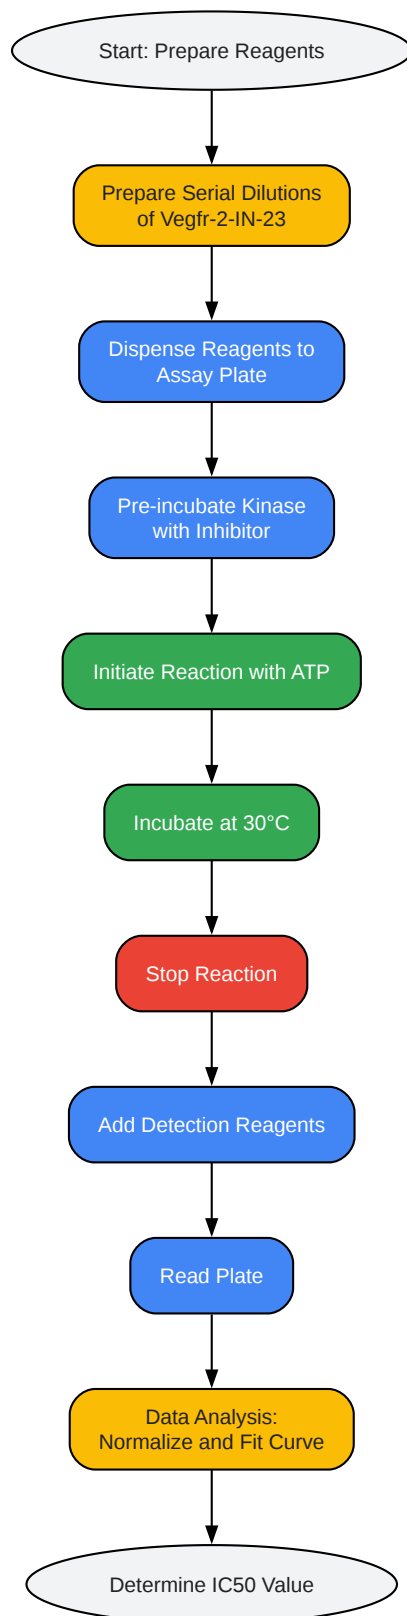 Start: Prepare Reagents
Prepare Serial Dilutions
of Vegfr-2-IN-23
Dispense Reagents to
Assay Plate
Pre-incubate Kinase
with Inhibitor
Initiate Reaction with ATP
Incubate at 30°C
Stop Reaction
Add Detection Reagents
Read Plate
Data Analysis:
Normalize and Fit Curve
Determine IC50 Value